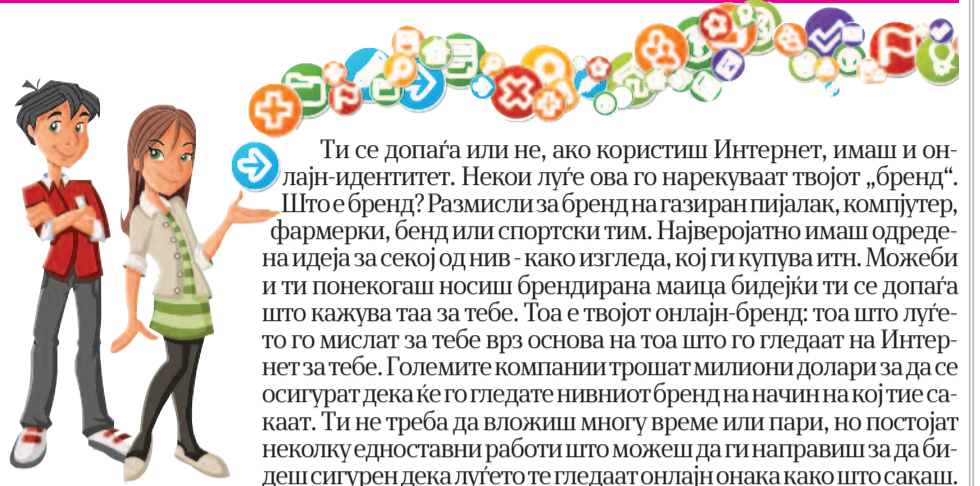 Ти се допаѓа или не, ако користиш Интернет, имаш и он-
лајн-идентитет. Некои луѓе ова го нарекуваат твојот „бренд“.
Што е бренд? Размисли за бренд на газиран пијалак, компјутер,
фармерки, бенд или спортски тим. Најверојатно имаш одреде-
на идеја за секој од нив - како изгледа, кој ги купува итн. Можеби
и ти понекогаш носиш брендирана маица бидејќи ти се допаѓа
што кажува таа за тебе. Тоа е твојот онлајн-бренд: тоа што луѓе-
то го мислат за тебе врз основа на тоа што го гледаат на Интер-
нет за тебе. Големите компании трошат милиони долари за да се
осигурат дека ќе го гледате нивниот бренд на начин на кој тие са-
каат. Ти не треба да вложиш многу време или пари, но постојат
неколку едноставни работи што можеш да ги направиш за да би-
деш сигурен дека луѓето те гледаат онлајн онака како што сакаш.